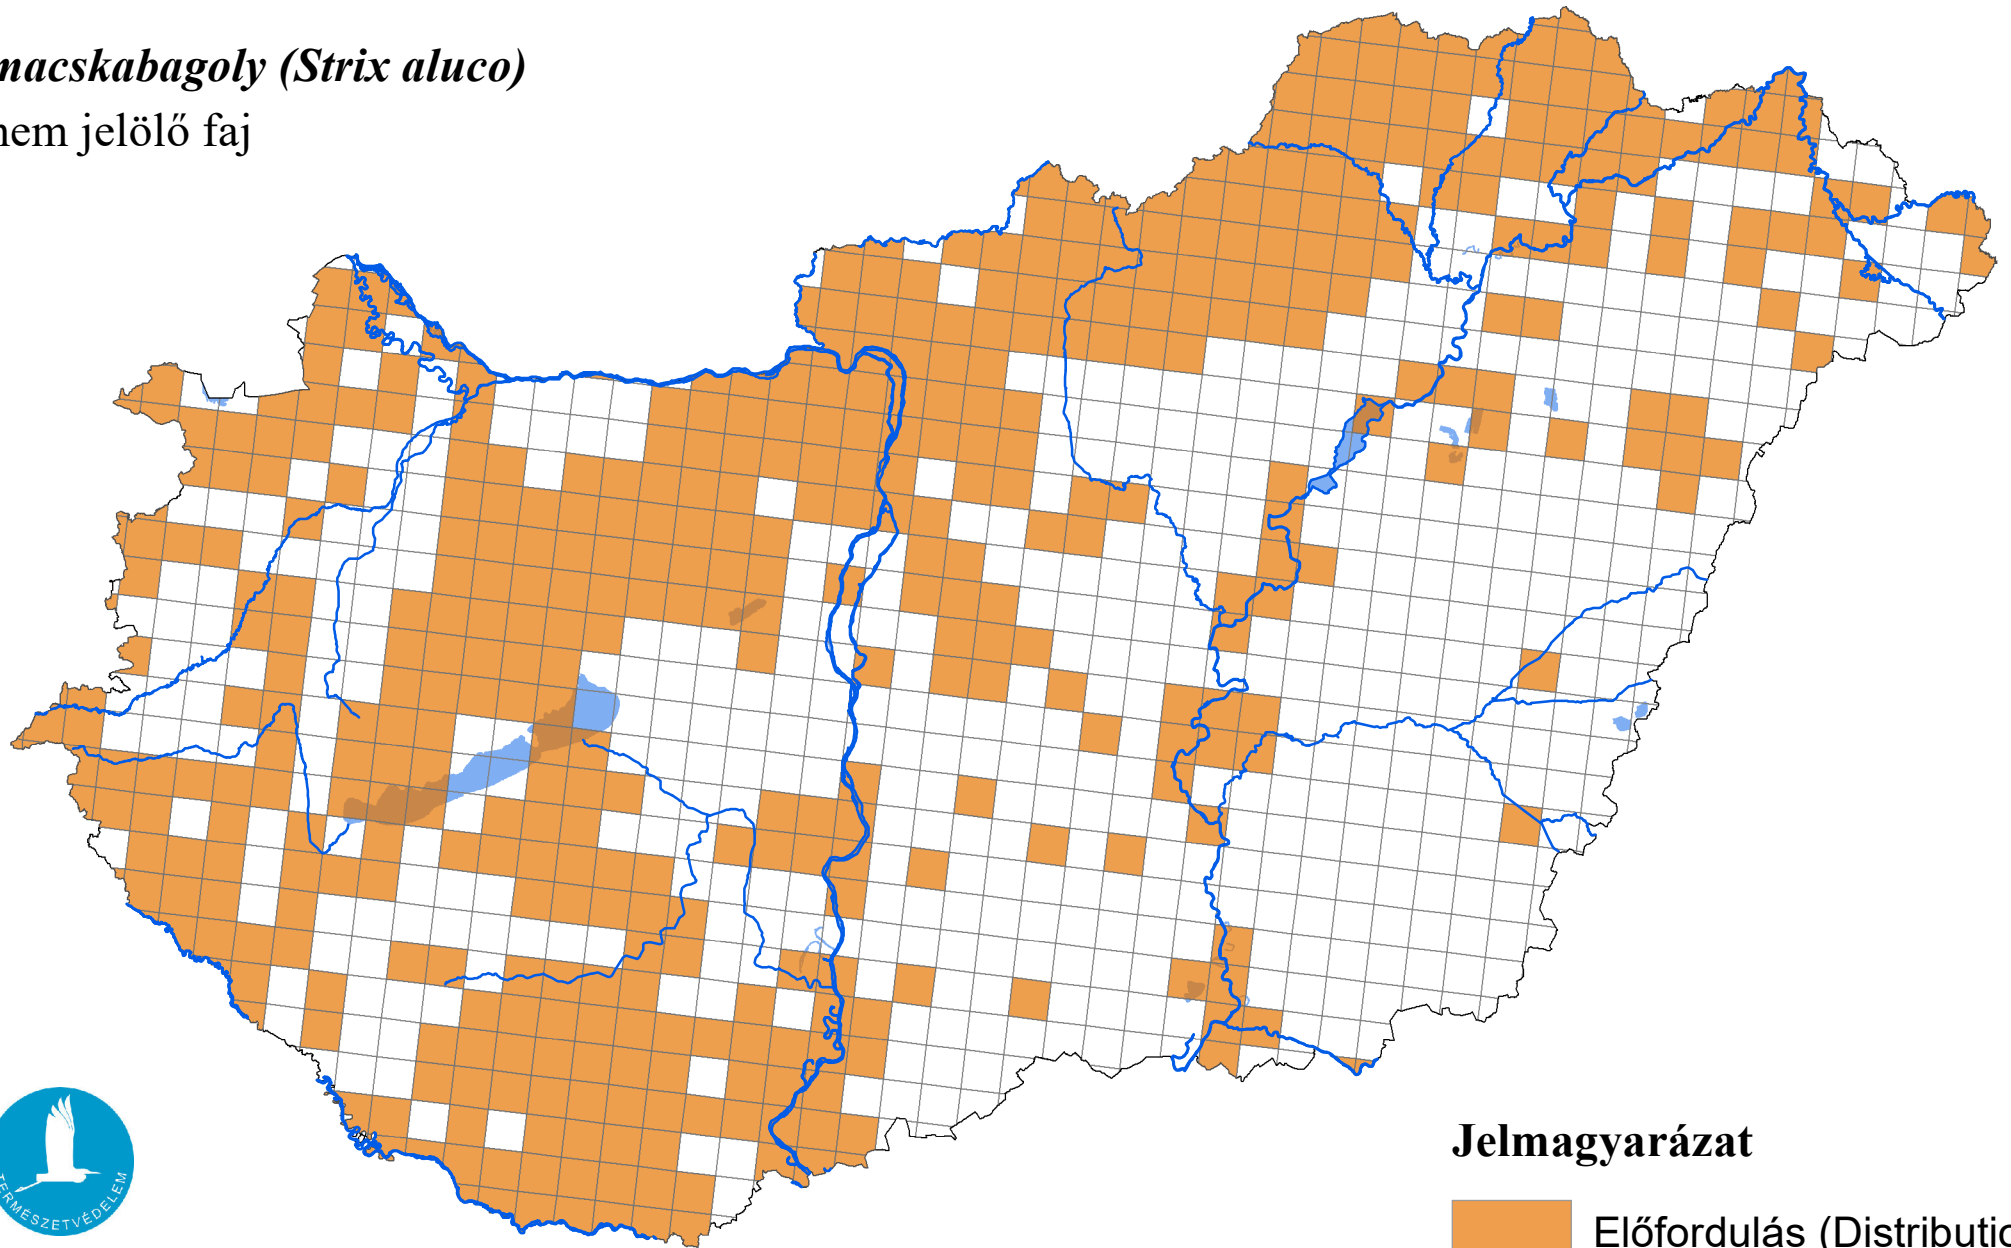 macskabagoly (Strix aluco)
nem jelölő faj
TERMÉSZETVÉDELEM
Jelmagyarázat
Előfordulás (Distributio